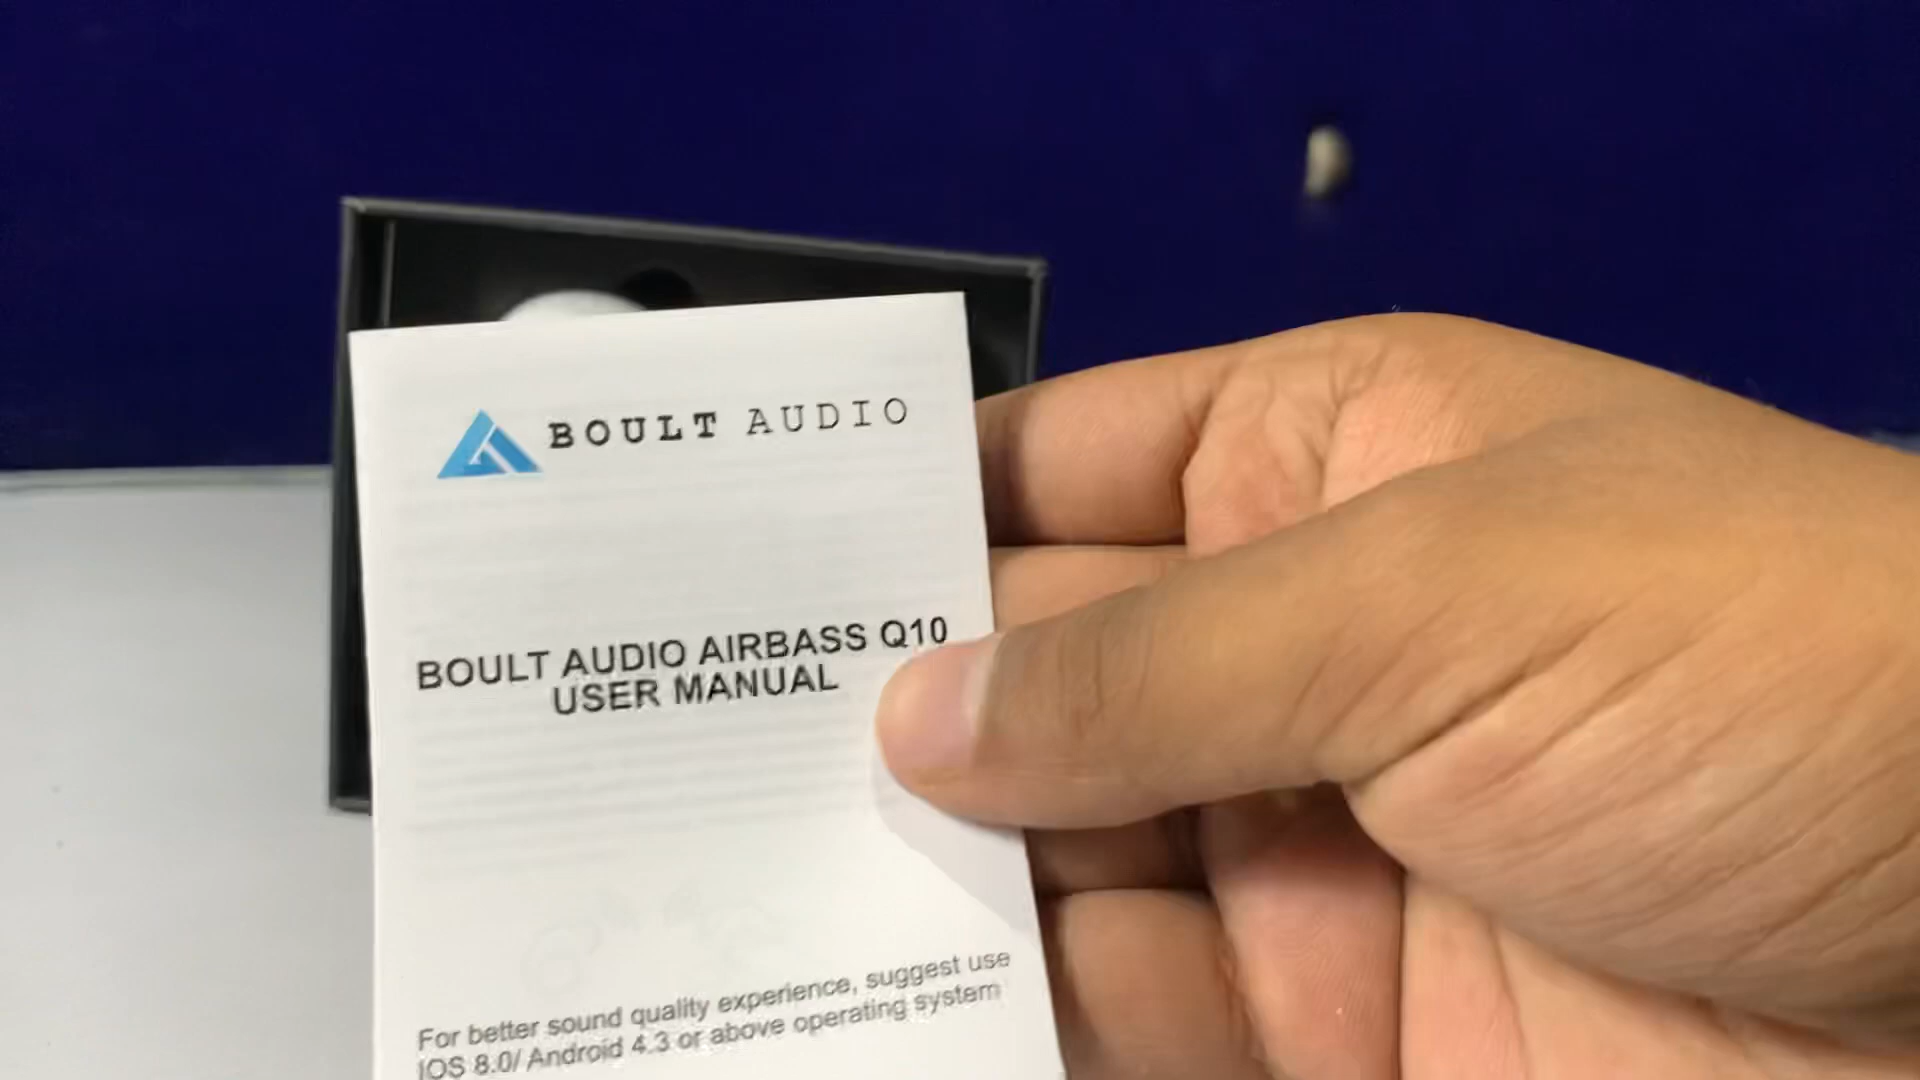 BOULT AUDIO
BOULT AUDIO AIRBASS Q10
USER MANUAL
For better sound quality experience, suggest use
IOS 8.0/ Android 4.3 or above operating system